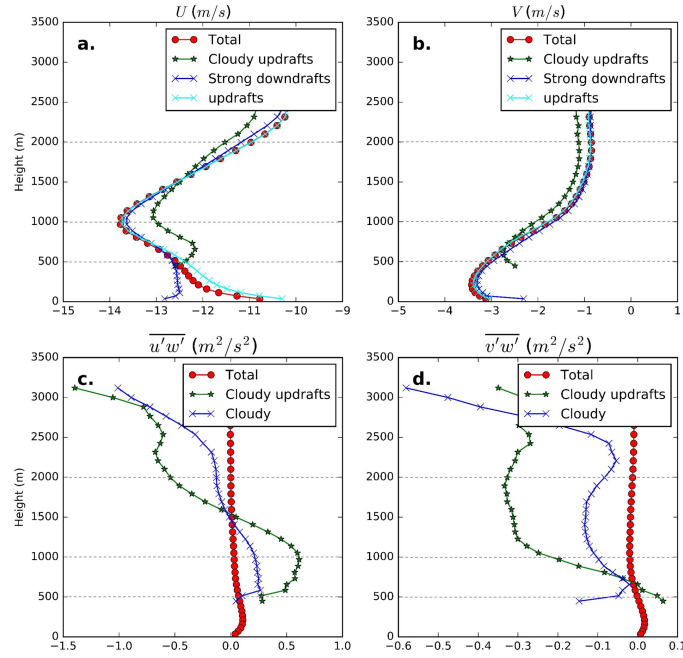 U (m/s)
a.
Total
Cloudy updrafts
Strong downdrafts
updrafts
Height (m)
3500
3000
2500
2000
1500
1000
500
0
−15 −14 −13 −12 −11 −10 −9
V (m/s)
b.
Total
Cloudy updrafts
Strong downdrafts
updrafts
3500
3000
2500
2000
1500
1000
500
0
−5 −4 −3 −2 −1 0 1
u′w′ (m²/s²)
c.
Total
Cloudy updrafts
Cloudy
Height (m)
3500
3000
2500
2000
1500
1000
500
0
−1.5 −1.0 −0.5 0.0 0.5 1.0
v′w′ (m²/s²)
d.
Total
Cloudy updrafts
Cloudy
3500
3000
2500
2000
1500
1000
500
0
−0.6 −0.5 −0.4 −0.3 −0.2 −0.1 0.0 0.1